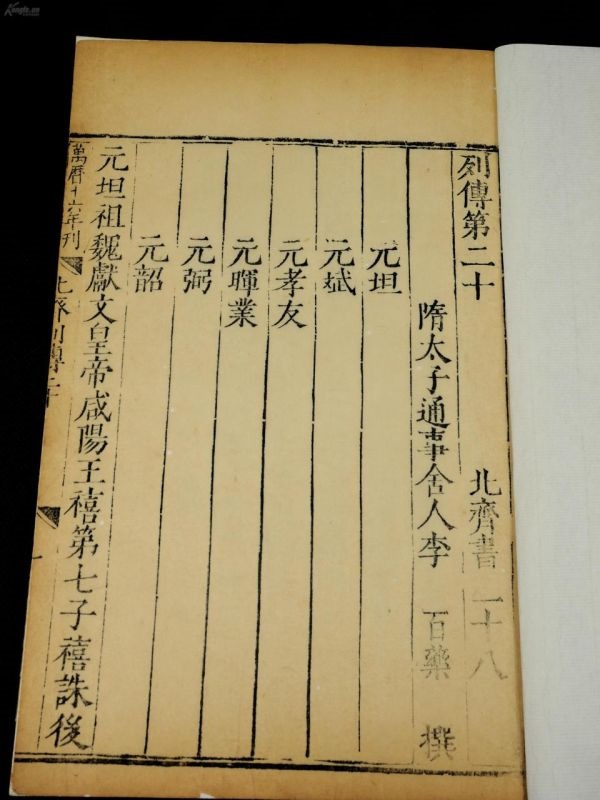 列傳第二十 北齊書二十八
隋太子通事舍人李 百藥 撰
元坦
元斌
元孝友
元暉業
元弼
元韶
元坦祖魏獻文皇帝咸陽王禧第七子禧誅後
萬曆十六年刊 北齊列傳二十 一